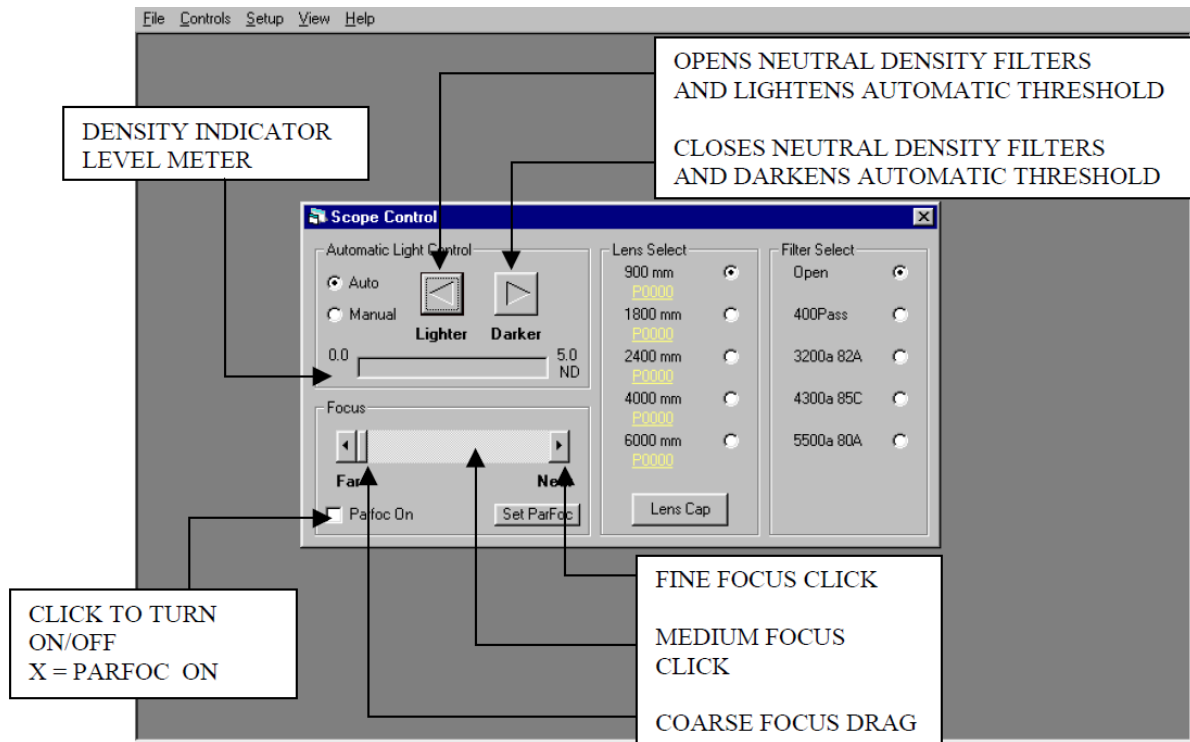 File Controls Setup View Help
OPENS NEUTRAL DENSITY FILTERS
AND LIGHTENS AUTOMATIC THRESHOLD
CLOSES NEUTRAL DENSITY FILTERS
AND DARKENS AUTOMATIC THRESHOLD
DENSITY INDICATOR
LEVEL METER
Scope Control
Automatic Light Control
Auto
Manual
Lighter Darker
0.0 5.0
ND
Focus
Far
Parfoc On Set ParFoc
Lens Select
900 mm
P0000
1800 mm
P0000
2400 mm
P0000
4000 mm
P0000
6000 mm
P0000
Lens Cap
Filter Select
Open
400Pass
3200a 82A
4300a 85C
5500a 80A
CLICK TO TURN
ON/OFF
X = PARFOC ON
FINE FOCUS CLICK
MEDIUM FOCUS
CLICK
COARSE FOCUS DRAG